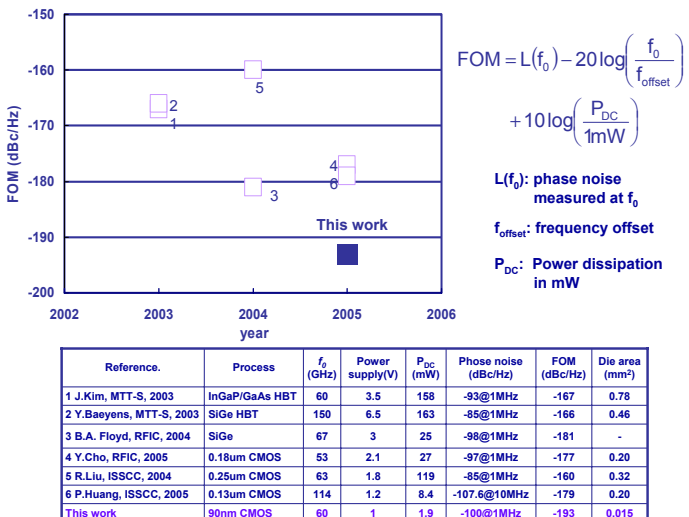 -150
-160
-170
-180
-190
-200
FOM (dBc/Hz)
2002 2003 2004 2005 2006
year
2
1
5
3
4
6
This work
FOM = L(f₀) − 20log(f₀/f_offset)
+ 10log(P_DC/1mW)
L(f₀): phase noise
measured at f₀
f_offset: frequency offset
P_DC: Power dissipation
in mW
Reference. Process f₀ (GHz) Power supply(V) P_DC (mW) Phose noise (dBc/Hz) FOM (dBc/Hz) Die area (mm²)
1 J.Kim, MTT-S, 2003 InGaP/GaAs HBT 60 3.5 158 -93@1MHz -167 0.78
2 Y.Baeyens, MTT-S, 2003 SiGe HBT 150 6.5 163 -85@1MHz -166 0.46
3 B.A. Floyd, RFIC, 2004 SiGe 67 3 25 -98@1MHz -181 -
4 Y.Cho, RFIC, 2005 0.18um CMOS 53 2.1 27 -97@1MHz -177 0.20
5 R.Liu, ISSCC, 2004 0.25um CMOS 63 1.8 119 -85@1MHz -160 0.32
6 P.Huang, ISSCC, 2005 0.13um CMOS 114 1.2 8.4 -107.6@10MHz -179 0.20
This work 90nm CMOS 60 1 1.9 -100@1MHz -193 0.015